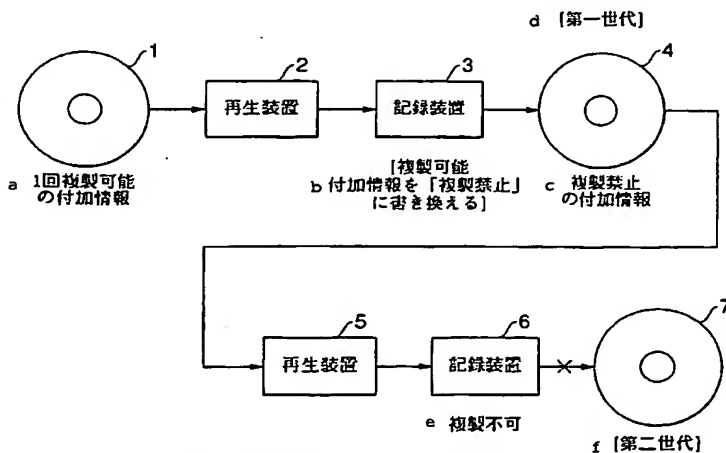 1
2
3
d [第一世代]
4
再生装置
記録装置
a 1回複製可能
の付加情報
[複製可能
b 付加情報を「複製禁止」
に書き換える]
c 複製禁止
の付加情報
5
6
7
再生装置
記録装置
e 複製不可
f [第二世代]